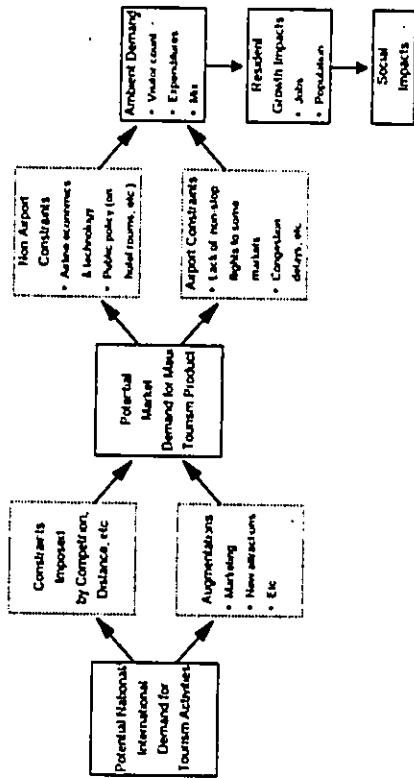 Potential National/
International
Demand for
Tourism Activities
Constraints
Imposed
by Competition,
Distance, etc
Augmentations
• Marketing
• New attractions
• Etc
Potential
Market
Demand for Maui
Tourism Product
Non Airport
Constraints
• Airline economics
& technology
• Public policy (on
hotel rooms, etc )
Airport Constraints
• Lack of non-stop
flights to some
markets
• Congestion
delays, etc
Ambient Demand
• Visitor count
• Expenditures
• Mix
Resident
Growth Impacts
• Jobs
• Population
Social
Impacts